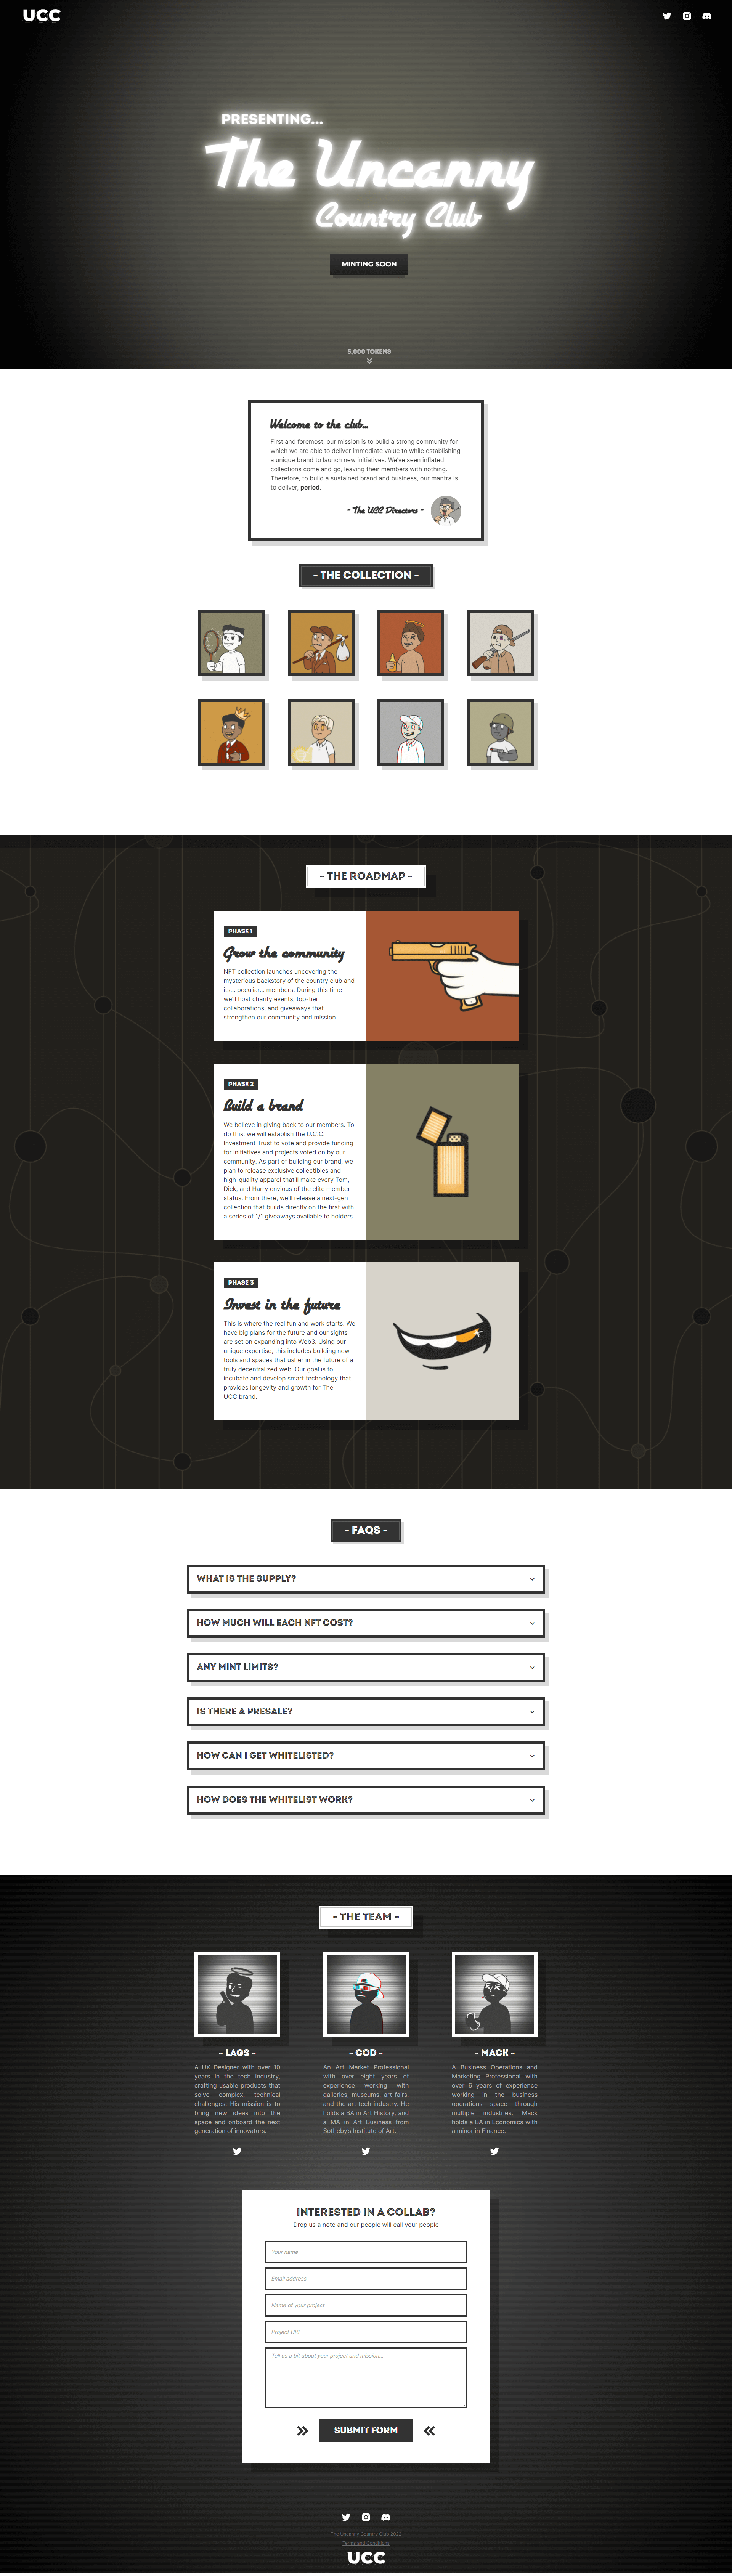 UCC
PRESENTING...
The Uncanny
Country Club
MINTING SOON
5,000 TOKENS
Welcome to the club...
First and foremost, our mission is to build a strong community for
which we are able to deliver immediate value to while establishing
a unique brand to launch new initiatives. We've seen inflated
collections come and go, leaving their members with nothing.
Therefore, to build a sustained brand and business, our mantra is
to deliver, period.
- The UCC Directors -
- THE COLLECTION -
- THE ROADMAP -
PHASE 1
Grow the community
NFT collection launches uncovering the
mysterious backstory of the country club and
its... peculiar... members. During this time
we'll host charity events, top-tier
collaborations, and giveaways that
strengthen our community and mission.
PHASE 2
Build a brand
We believe in giving back to our members. To
do this, we will establish the U.C.C.
Investment Trust to vote and provide funding
for initiatives and projects voted on by our
community. As part of building our brand, we
plan to release exclusive collectibles and
high-quality apparel that'll make every Tom,
Dick, and Harry envious of the elite member
status. From there, we'll release a next-gen
collection that builds directly on the first with
a series of 1/1 giveaways available to holders.
PHASE 3
Invest in the future
This is where the real fun and work starts. We
have big plans for the future and our sights
are set on expanding into Web3. Using our
unique expertise, this includes building new
tools and spaces that usher in the future of a
truly decentralized web. Our goal is to
incubate and develop smart technology that
provides longevity and growth for The
UCC brand.
- FAQS -
WHAT IS THE SUPPLY?
HOW MUCH WILL EACH NFT COST?
ANY MINT LIMITS?
IS THERE A PRESALE?
HOW CAN I GET WHITELISTED?
HOW DOES THE WHITELIST WORK?
- THE TEAM -
- LAGS -
A UX Designer with over 10
years in the tech industry,
crafting usable products that
solve complex, technical
challenges. His mission is to
bring new ideas into the
space and onboard the next
generation of innovators.
- COD -
An Art Market Professional
with over eight years of
experience working with
galleries, museums, art fairs,
and the art tech industry. He
holds a BA in Art History, and
a MA in Art Business from
Sotheby's Institute of Art.
- MACK -
A Business Operations and
Marketing Professional with
over 6 years of experience
working in the business
operations space through
multiple industries. Mack
holds a BA in Economics with
a minor in Finance.
INTERESTED IN A COLLAB?
Drop us a note and our people will call your people
Your name
Email address
Name of your project
Project URL
Tell us a bit about your project and mission...
SUBMIT FORM
The Uncanny Country Club 2022
Terms and Conditions
UCC